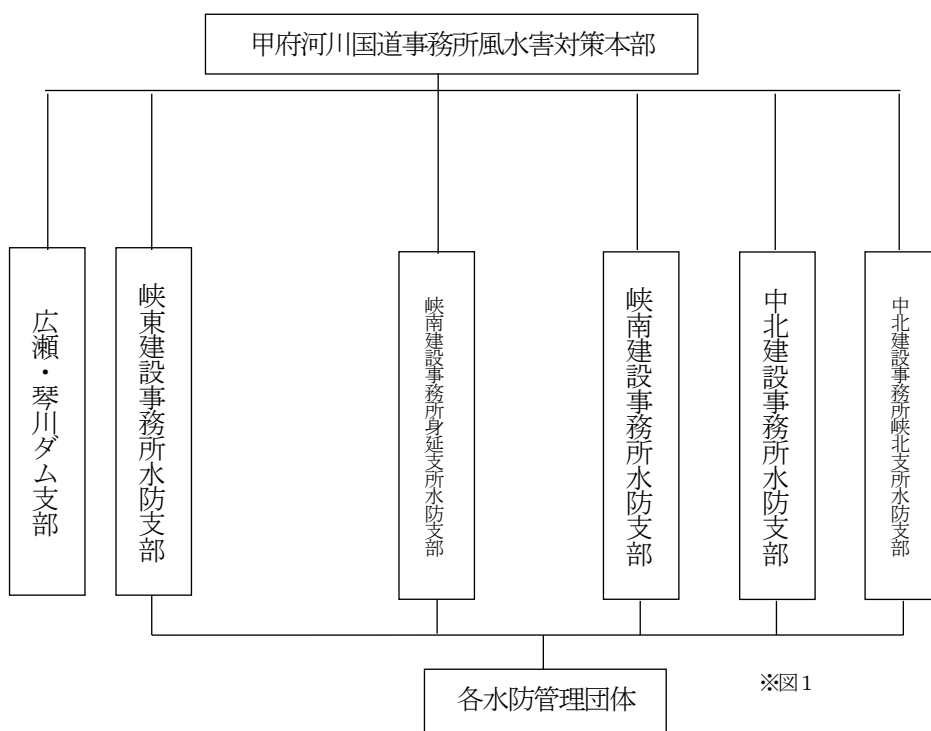 甲府河川国道事務所風水害対策本部
広瀬・琴川ダム支部
峡東建設事務所水防支部
峡南建設事務所身延支所水防支部
峡南建設事務所水防支部
中北建設事務所水防支部
中北建設事務所峡北支所水防支部
各水防管理団体
※図1